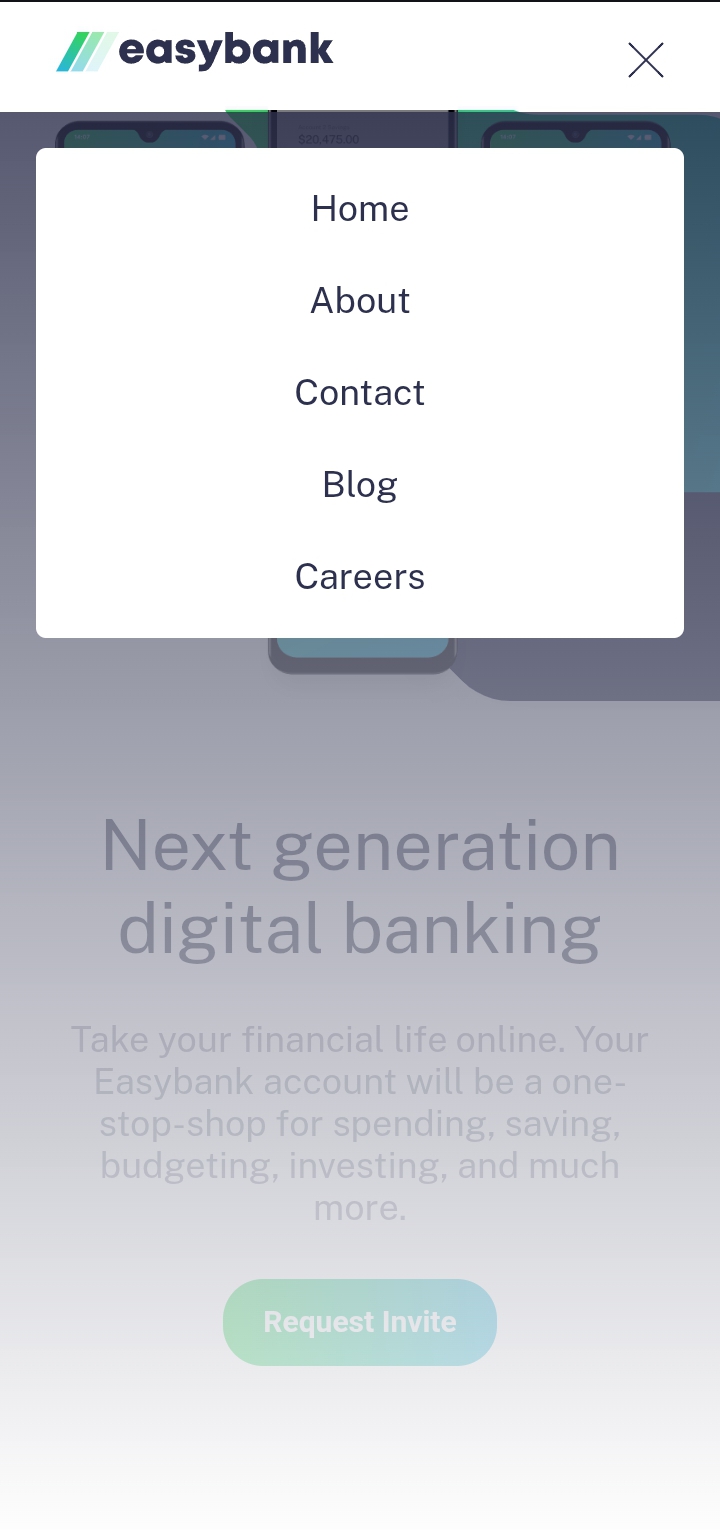 easybank
$20,475.00
Home
About
Contact
Blog
Careers
Next generation
digital banking
Take your financial life online. Your
Easybank account will be a one-
stop-shop for spending, saving,
budgeting, investing, and much
more.
Request Invite